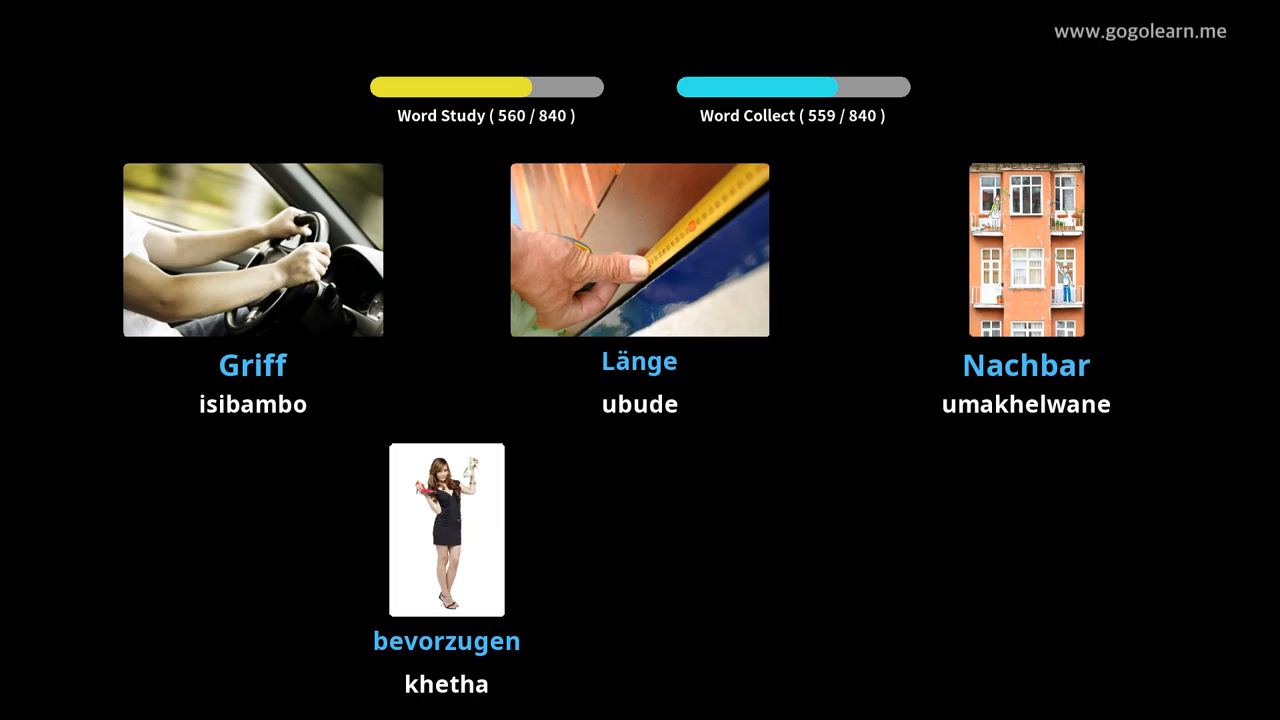 www.gogolearn.me
Word Study ( 560 / 840 )
Word Collect ( 559 / 840 )
Griff
isibambo
Länge
ubude
Nachbar
umakhelwane
bevorzugen
khetha